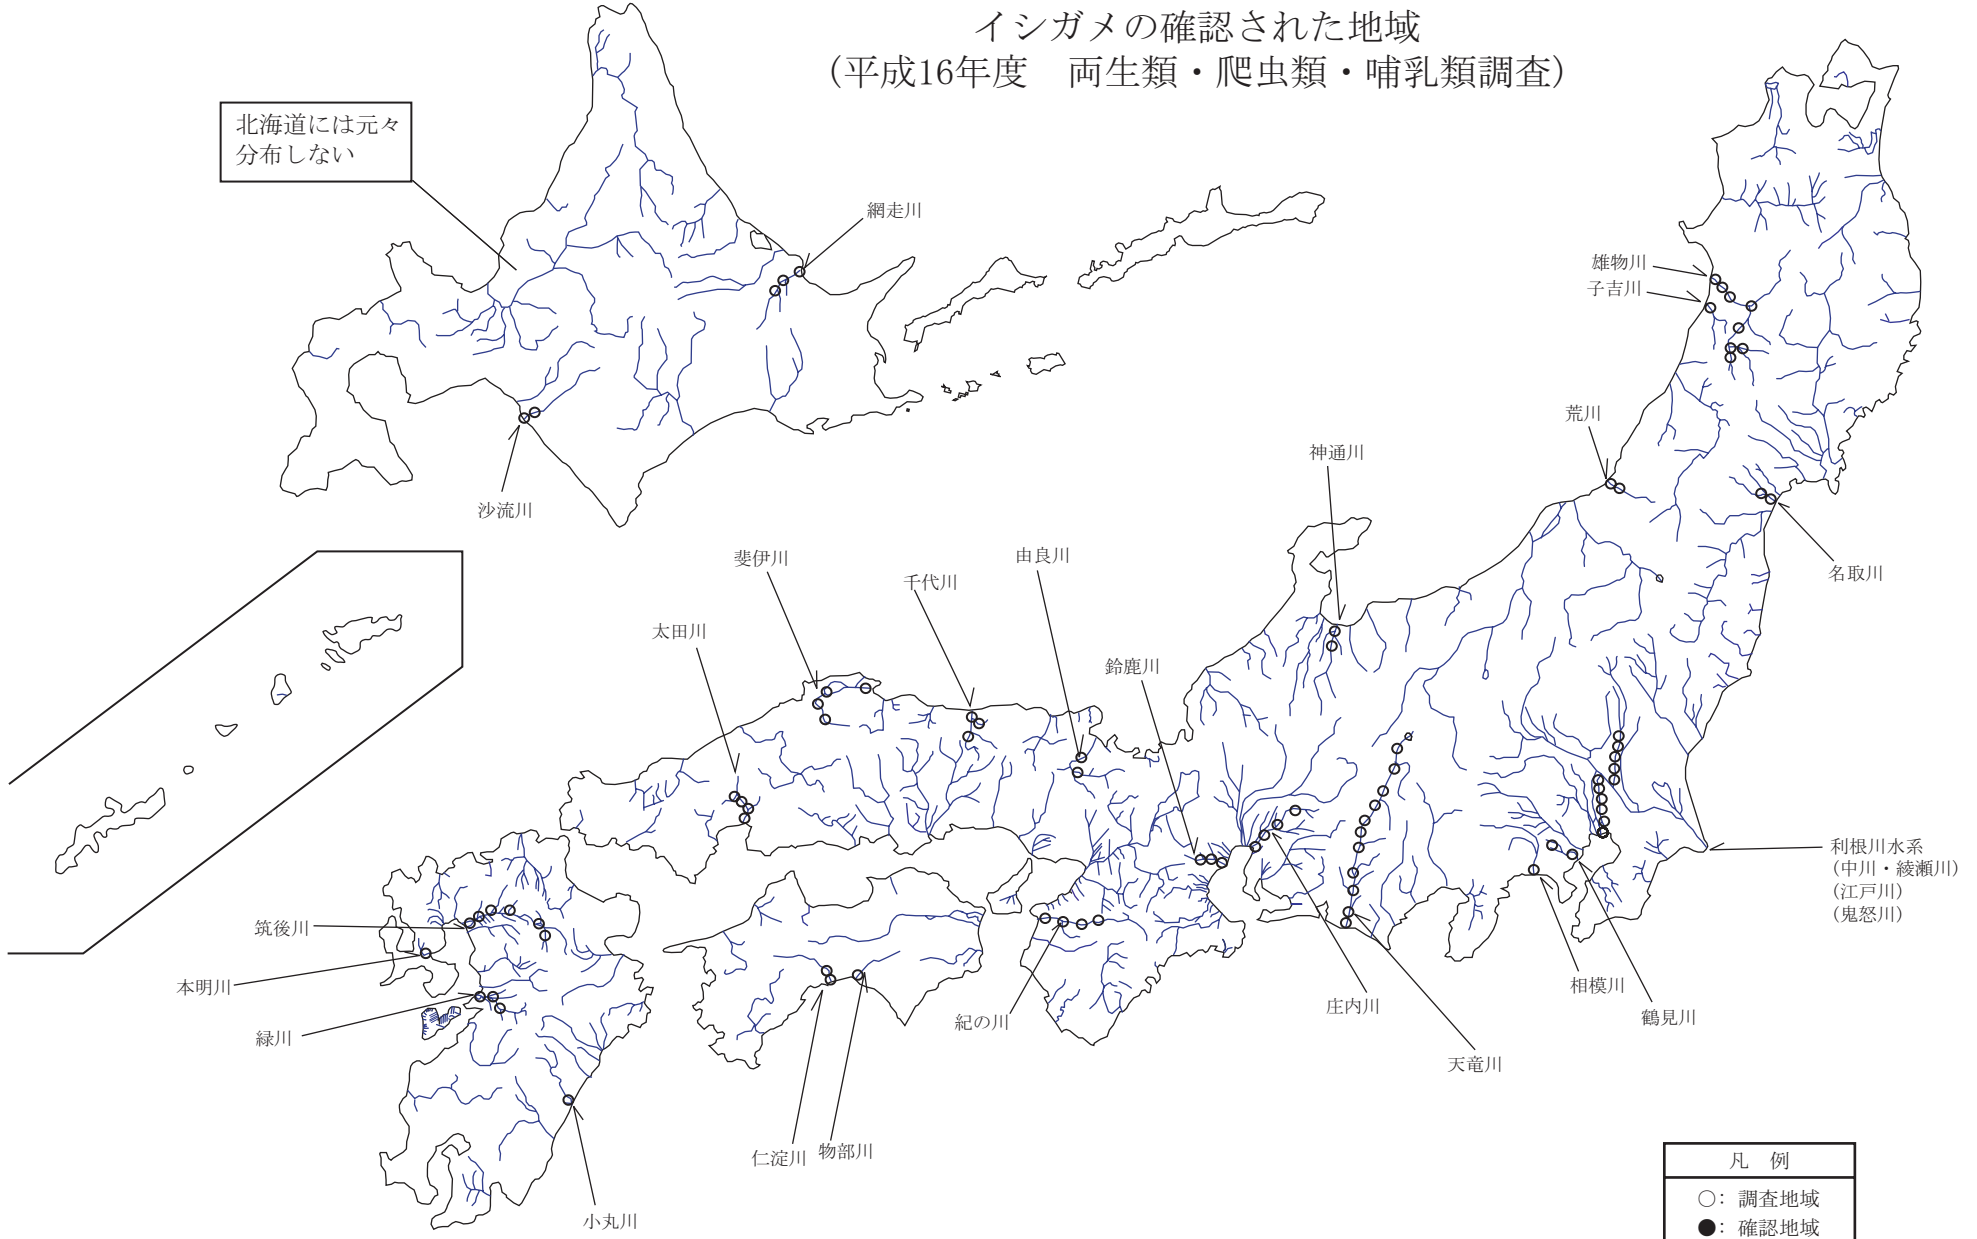 イシガメの確認された地域
（平成16年度　両生類・爬虫類・哺乳類調査）
北海道には元々
分布しない
網走川
沙流川
雄物川
子吉川
荒川
名取川
神通川
由良川
千代川
斐伊川
太田川
鈴鹿川
利根川水系
（中川・綾瀬川）
（江戸川）
（鬼怒川）
相模川
鶴見川
庄内川
天竜川
紀の川
物部川
仁淀川
筑後川
本明川
緑川
小丸川
凡　例
○：調査地域
●：確認地域